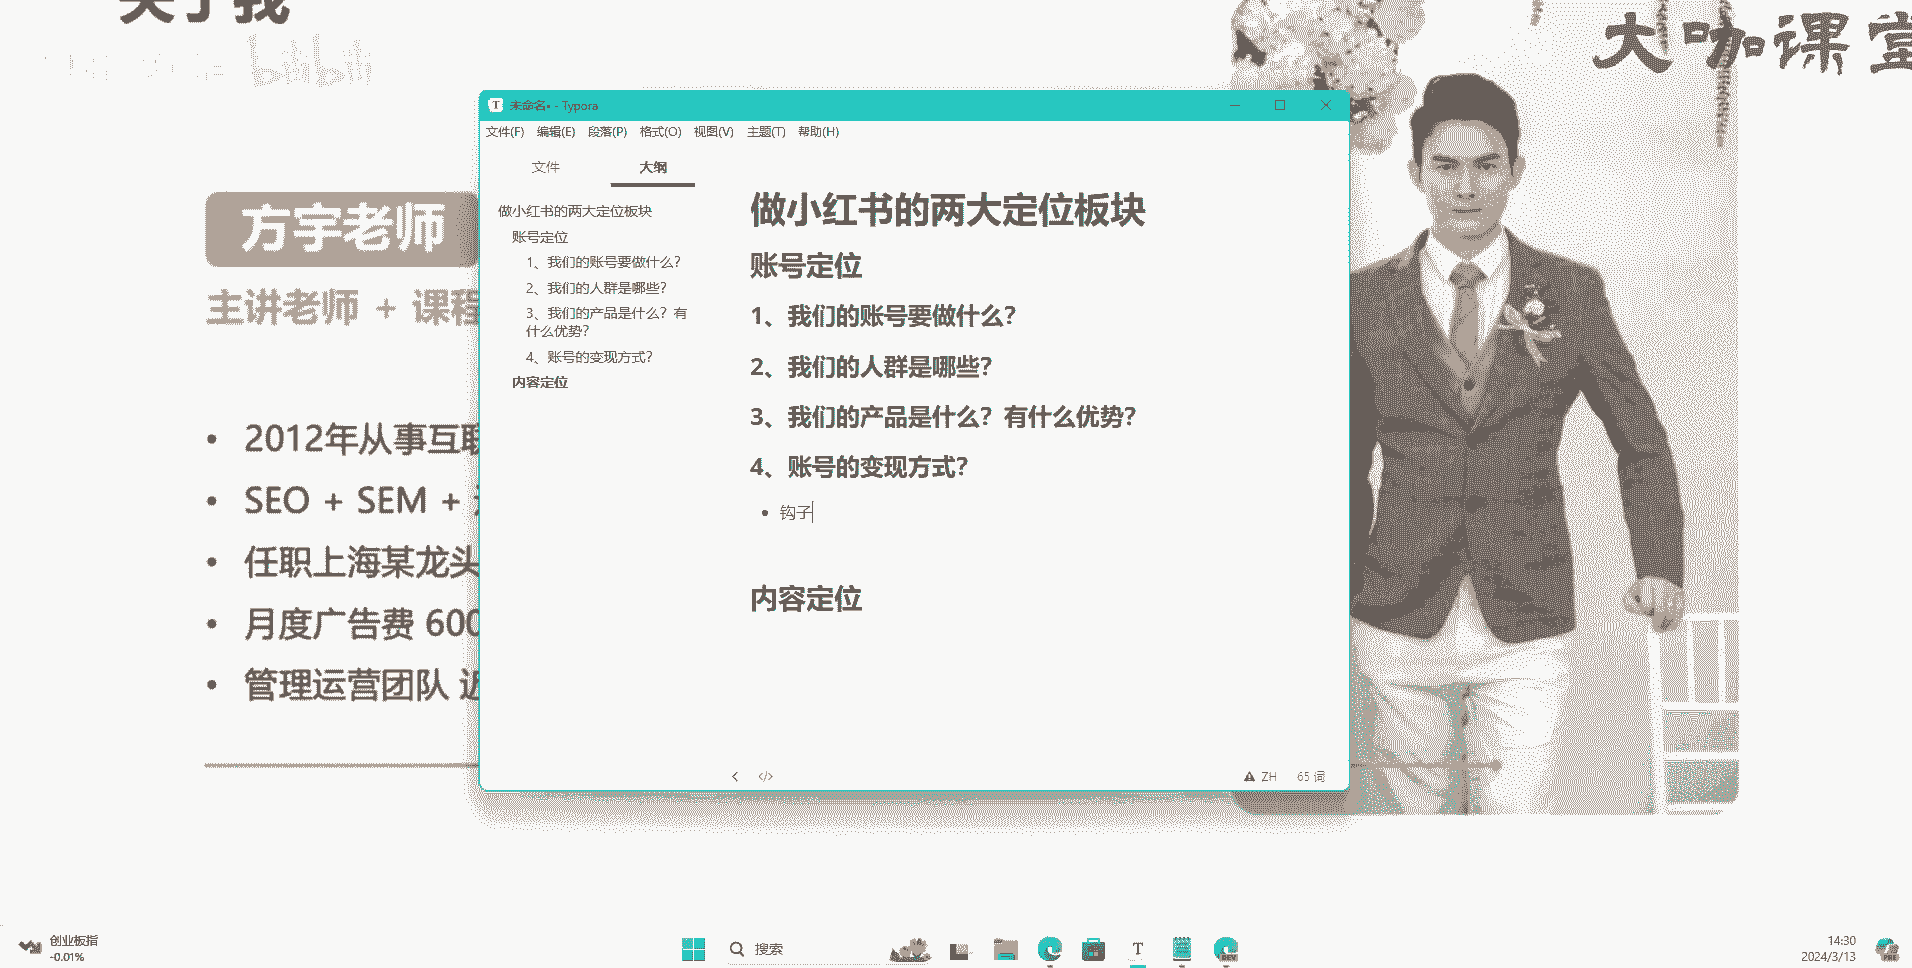 关于我
bilibili
大咖课堂
方宇老师
主讲老师 + 课程
2012年从事互联
SEO + SEM +
任职上海某龙头
月度广告费 600
管理运营团队 近
未命名• - Typora
文件(F) 编辑(E) 段落(P) 格式(O) 视图(V) 主题(T) 帮助(H)
文件 大纲
做小红书的两大定位板块
账号定位
1、我们的账号要做什么？
2、我们的人群是哪些？
3、我们的产品是什么？有
什么优势？
4、账号的变现方式？
内容定位
做小红书的两大定位板块
账号定位
1、我们的账号要做什么？
2、我们的人群是哪些？
3、我们的产品是什么？有什么优势？
4、账号的变现方式？
钩子
内容定位
ZH 65 词
创业板指
-0.01%
搜索
14:30
2024/3/13